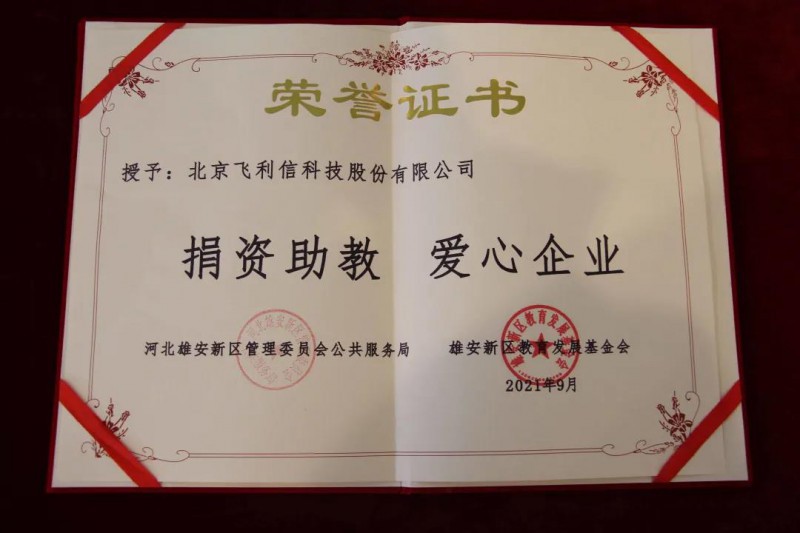 荣誉证书
授予：北京飞利信科技股份有限公司
捐资助教 爱心企业
河北雄安新区管理委员会公共服务局 雄安新区教育发展基金会
2021年9月